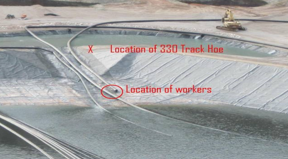 X Location of 330 Track Hoe
Location of workers